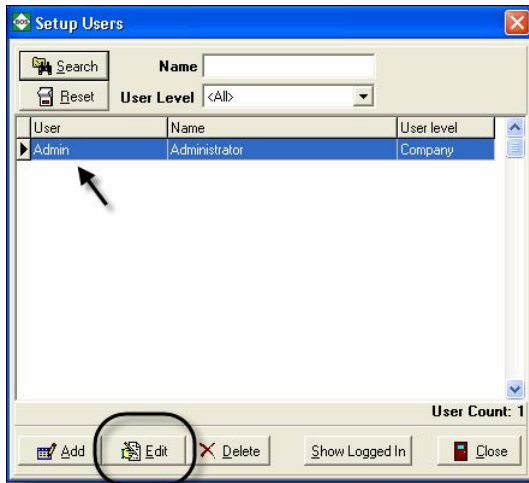 BOS Setup Users
Search Name
Reset User Level <All>
User Name User level
Admin Administrator Company
User Count: 1
Add Edit Delete Show Logged In Close